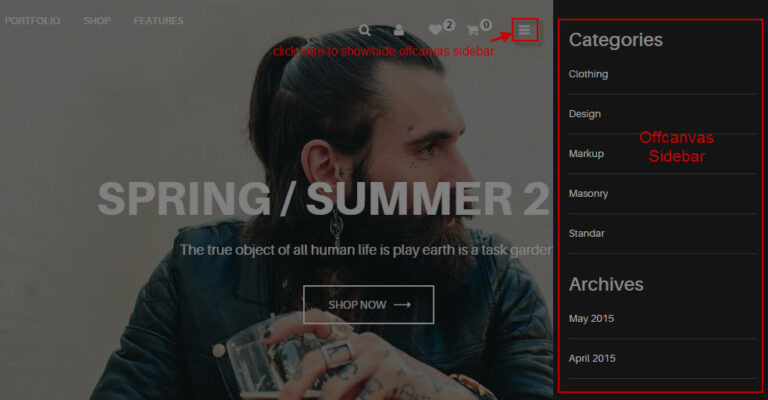 PORTFOLIO SHOP FEATURES
2 0
click here to show/hide offcanvas sidebar
SPRING / SUMMER 2
The true object of all human life is play earth is a task garden
SHOP NOW
Categories
Clothing
Design
Markup
Masonry
Standar
Offcanvas
Sidebar
Archives
May 2015
April 2015